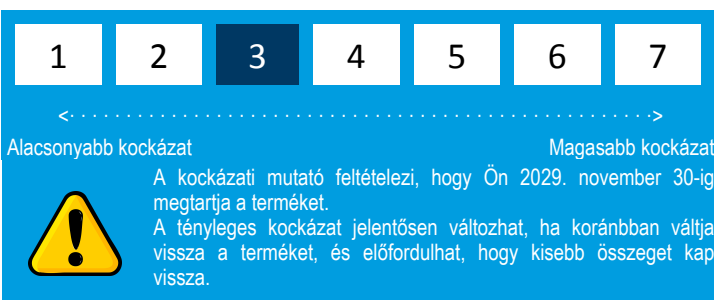 1 2 3 4 5 6 7
<· · · · · · · · · · · · · · · · · · · · · · · · · · · · · · · · · · · · · · · · · · · · · · · · · · · · · · · · · ·>
Alacsonyabb kockázat Magasabb kockázat
A kockázati mutató feltételezi, hogy Ön 2029. november 30-ig
megtartja a terméket.
A tényleges kockázat jelentősen változhat, ha koránbban váltja
vissza a terméket, és előfordulhat, hogy kisebb összeget kap
vissza.